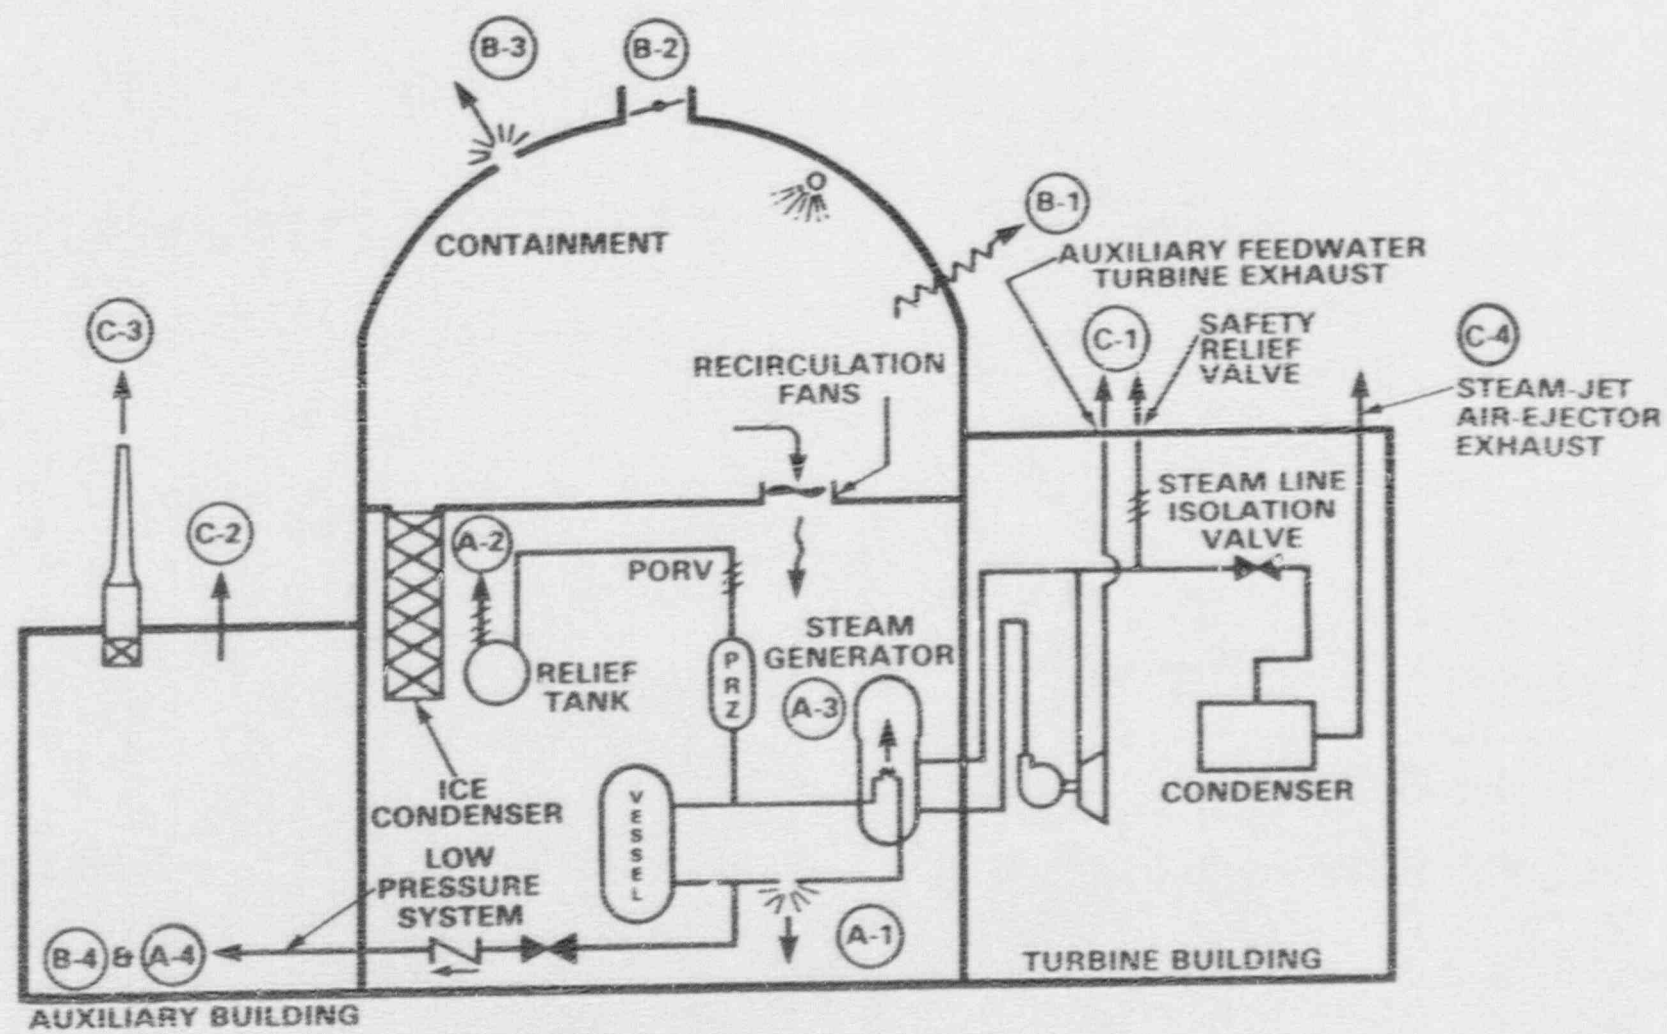 B-3
B-2
B-1
CONTAINMENT
AUXILIARY FEEDWATER
TURBINE EXHAUST
C-3
C-1
SAFETY
RELIEF
VALVE
C-4
RECIRCULATION
FANS
STEAM-JET
AIR-EJECTOR
EXHAUST
STEAM LINE
ISOLATION
VALVE
C-2
A-2
PORV
STEAM
GENERATOR
RELIEF
TANK
PRZ
A-3
ICE
CONDENSER
VESSEL
CONDENSER
LOW
PRESSURE
SYSTEM
B-4 & A-4
A-1
TURBINE BUILDING
AUXILIARY BUILDING